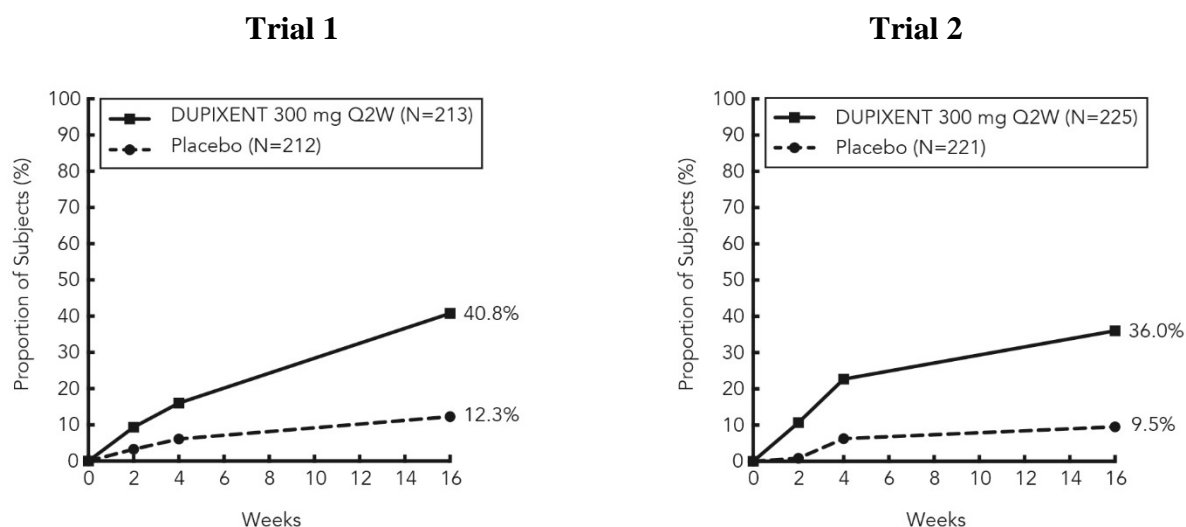 Trial 1
DUPIXENT 300 mg Q2W (N=213)
Placebo (N=212)
Proportion of Subjects (%)
100
90
80
70
60
50
40
30
20
10
0
40.8%
12.3%
0 2 4 6 8 10 12 14 16
Weeks
Trial 2
DUPIXENT 300 mg Q2W (N=225)
Placebo (N=221)
Proportion of Subjects (%)
100
90
80
70
60
50
40
30
20
10
0
36.0%
9.5%
0 2 4 6 8 10 12 14 16
Weeks